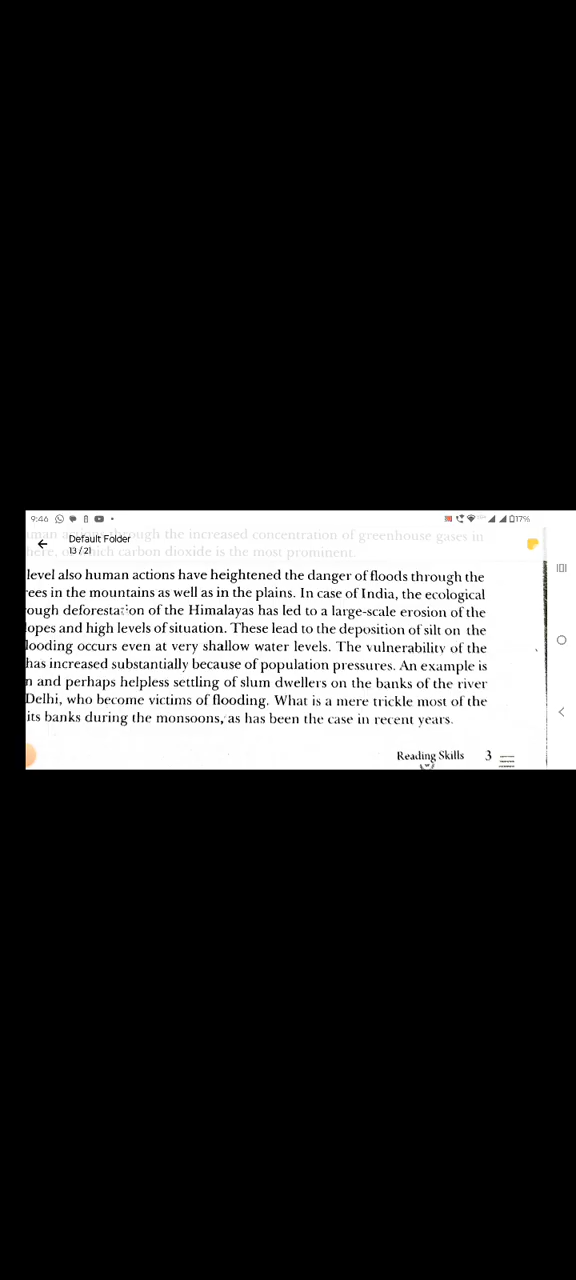 9:46
17%
Default Folder
13 / 21
through the increased concentration of greenhouse gases in
carbon dioxide is the most prominent.
level also human actions have heightened the danger of floods through the
ees in the mountains as well as in the plains. In case of India, the ecological
ough deforestation of the Himalayas has led to a large-scale erosion of the
opes and high levels of situation. These lead to the deposition of silt on the
looding occurs even at very shallow water levels. The vulnerability of the
has increased substantially because of population pressures. An example is
n and perhaps helpless settling of slum dwellers on the banks of the river
Delhi, who become victims of flooding. What is a mere trickle most of the
its banks during the monsoons, as has been the case in recent years.
Reading Skills 3